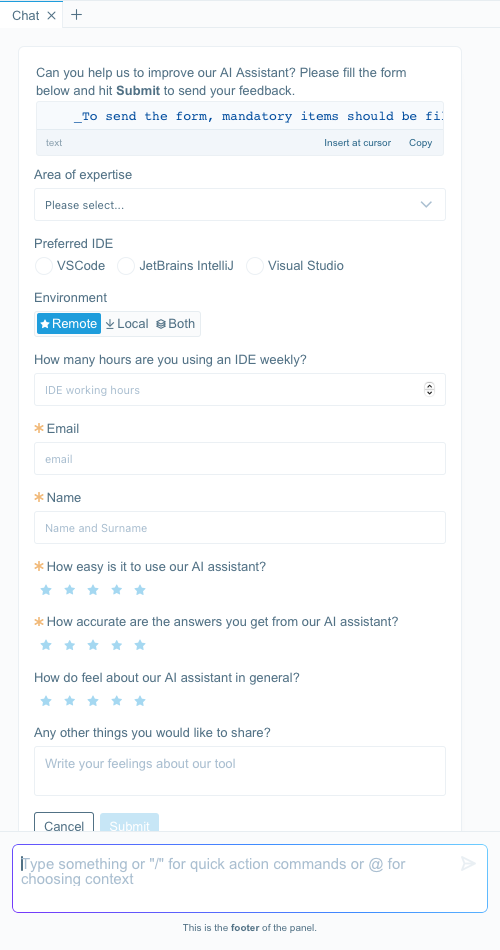 Chat
Can you help us to improve our AI Assistant? Please fill the form
below and hit Submit to send your feedback.
_To send the form, mandatory items should be
text
Insert at cursor
Copy
Area of expertise
Please select...
Preferred IDE
VSCode
JetBrains IntelliJ
Visual Studio
Environment
Remote
Local
Both
How many hours are you using an IDE weekly?
IDE working hours
Email
email
Name
Name and Surname
How easy is it to use our AI assistant?
How accurate are the answers you get from our AI assistant?
How do feel about our AI assistant in general?
Any other things you would like to share?
Write your feelings about our tool
Cancel
Submit
Type something or "/" for quick action commands or @ for
choosing context
This is the footer of the panel.